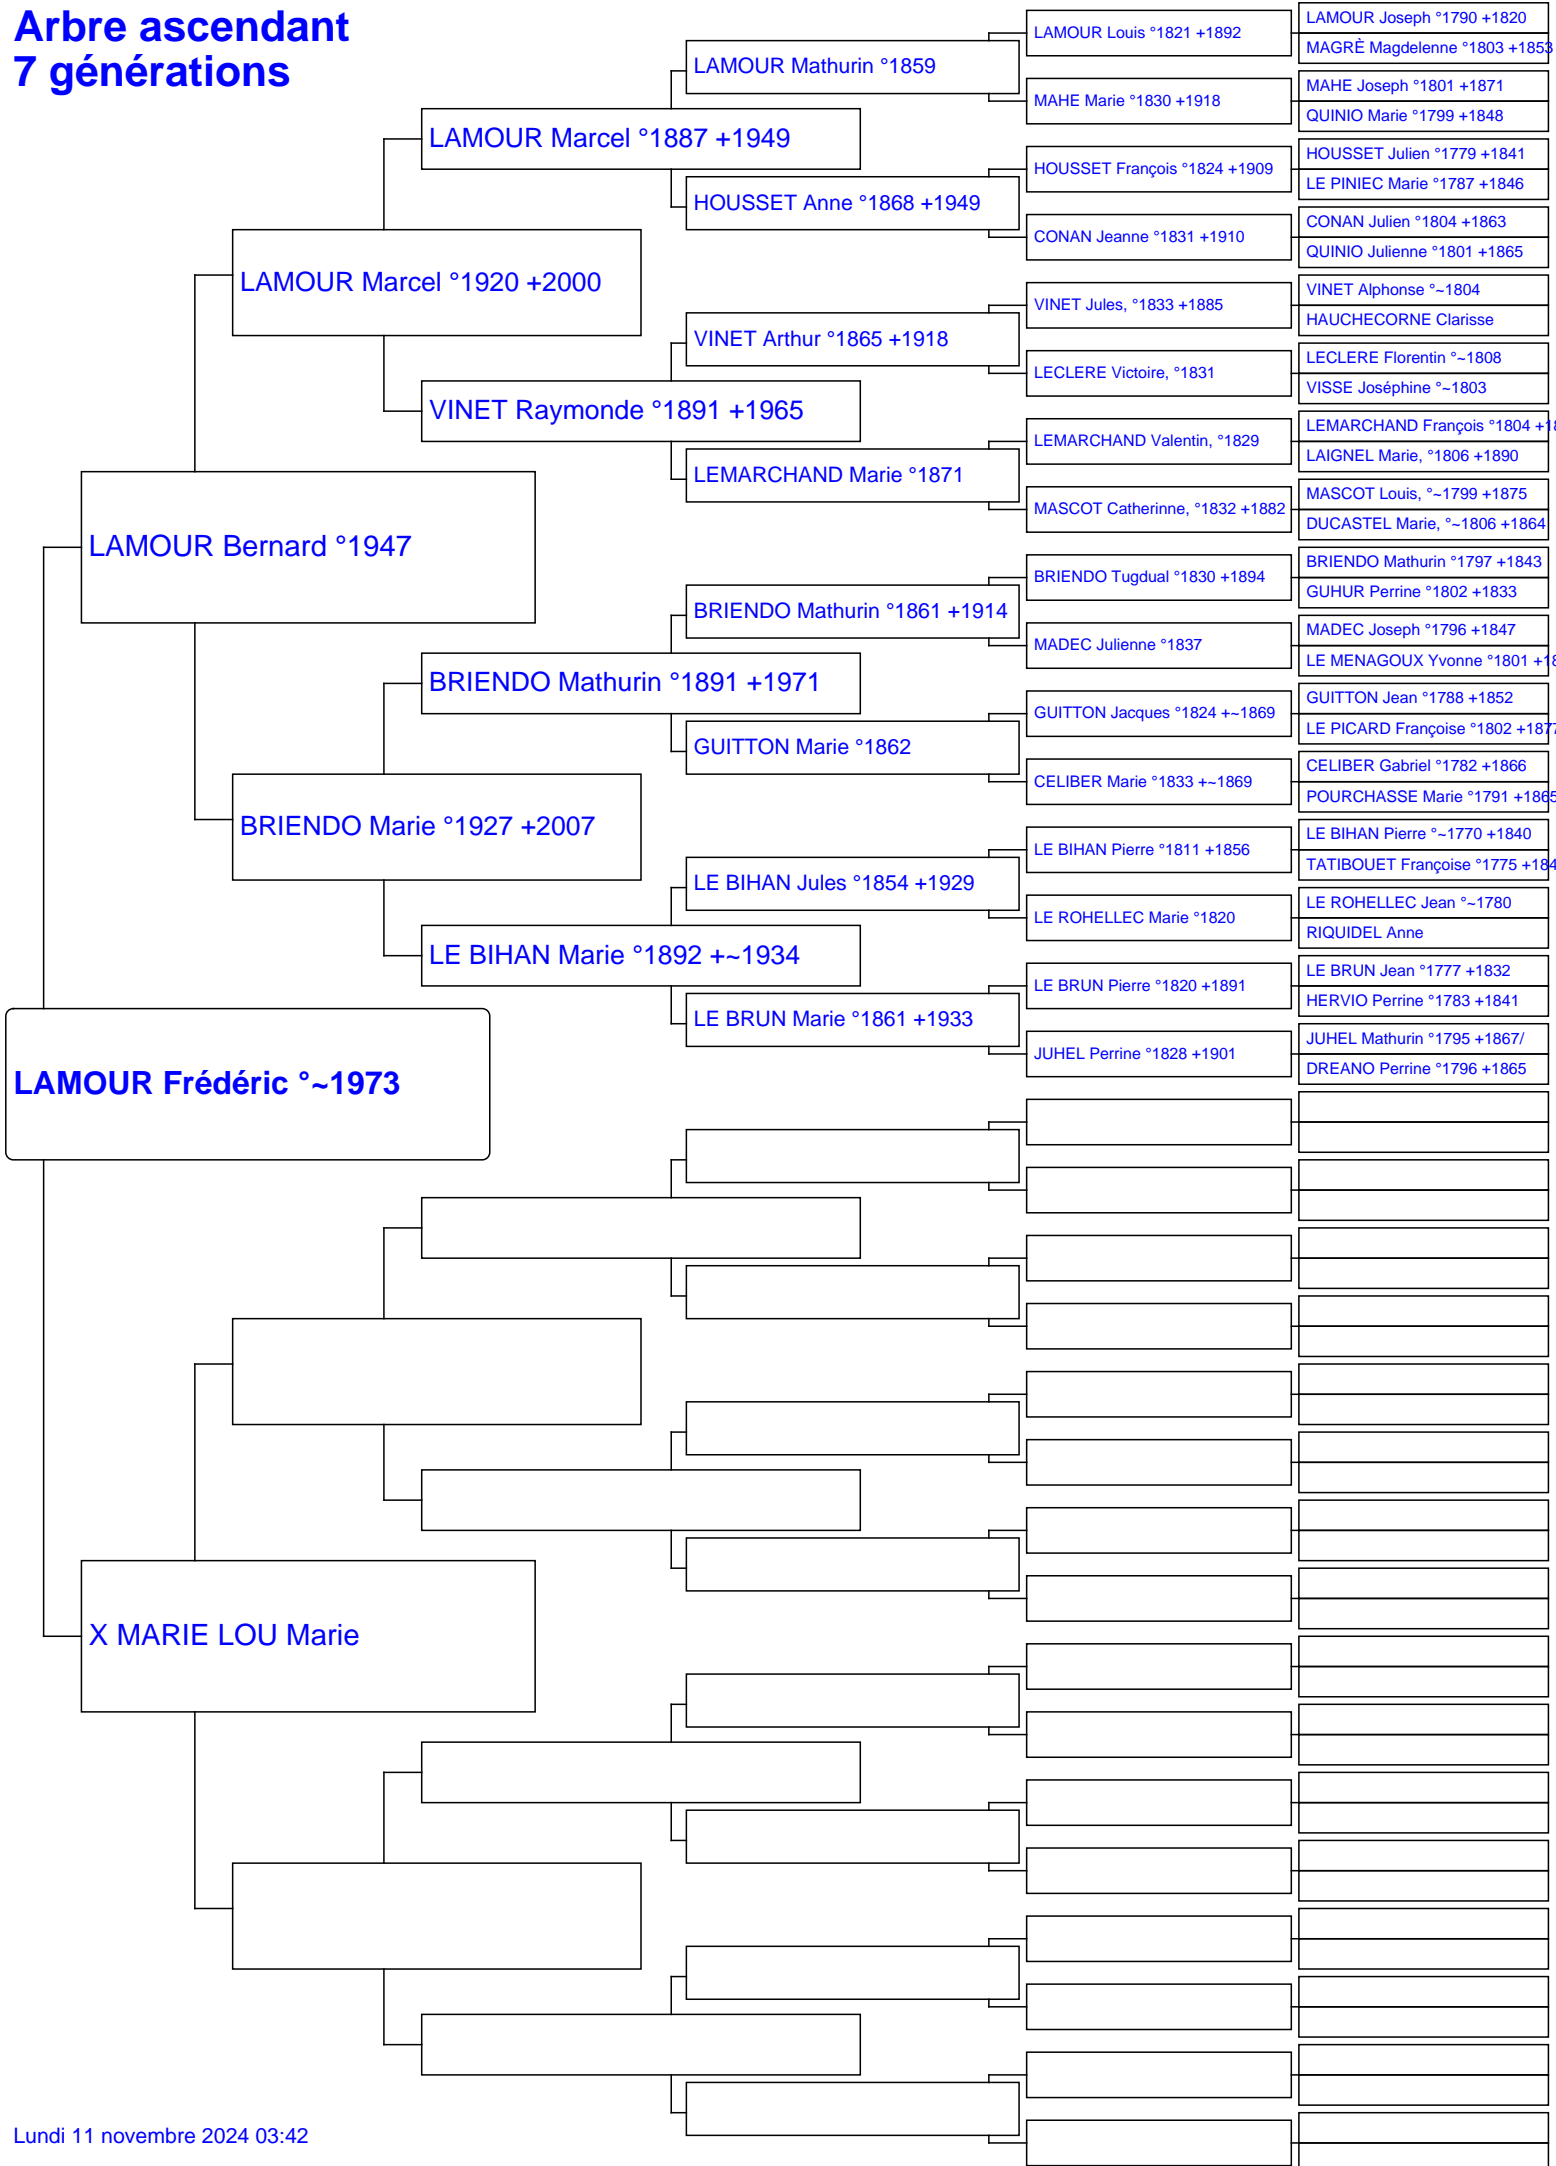 Arbre ascendant
7 générations
LAMOUR Frédéric °~1973
LAMOUR Bernard °1947
X MARIE LOU Marie
LAMOUR Marcel °1920 +2000
BRIENDO Marie °1927 +2007
LAMOUR Marcel °1887 +1949
VINET Raymonde °1891 +1965
BRIENDO Mathurin °1891 +1971
LE BIHAN Marie °1892 +~1934
LAMOUR Mathurin °1859
HOUSSET Anne °1868 +1949
VINET Arthur °1865 +1918
LEMARCHAND Marie °1871
BRIENDO Mathurin °1861 +1914
GUITTON Marie °1862
LE BIHAN Jules °1854 +1929
LE BRUN Marie °1861 +1933
LAMOUR Louis °1821 +1892
MAHE Marie °1830 +1918
HOUSSET François °1824 +1909
CONAN Jeanne °1831 +1910
VINET Jules, °1833 +1885
LECLERE Victoire, °1831
LEMARCHAND Valentin, °1829
MASCOT Catherinne, °1832 +1882
BRIENDO Tugdual °1830 +1894
MADEC Julienne °1837
GUITTON Jacques °1824 +~1869
CELIBER Marie °1833 +~1869
LE BIHAN Pierre °1811 +1856
LE ROHELLEC Marie °1820
LE BRUN Pierre °1820 +1891
JUHEL Perrine °1828 +1901
LAMOUR Joseph °1790 +1820
MAGRÈ Magdelenne °1803 +1853
MAHE Joseph °1801 +1871
QUINIO Marie °1799 +1848
HOUSSET Julien °1779 +1841
LE PINIEC Marie °1787 +1846
CONAN Julien °1804 +1863
QUINIO Julienne °1801 +1865
VINET Alphonse °~1804
HAUCHECORNE Clarisse
LECLERE Florentin °~1808
VISSE Joséphine °~1803
LEMARCHAND François °1804
LAIGNEL Marie, °1806 +1890
MASCOT Louis, °~1799 +1875
DUCASTEL Marie, °~1806 +1864
BRIENDO Mathurin °1797 +1843
GUHUR Perrine °1802 +1833
MADEC Joseph °1796 +1847
LE MENAGOUX Yvonne °1801
GUITTON Jean °1788 +1852
LE PICARD Françoise °1802 +1877
CELIBER Gabriel °1782 +1866
POURCHASSE Marie °1791 +1865
LE BIHAN Pierre °~1770 +1840
TATIBOUET Françoise °1775
LE ROHELLEC Jean °~1780
RIQUIDEL Anne
LE BRUN Jean °1777 +1832
HERVIO Perrine °1783 +1841
JUHEL Mathurin °1795 +1867/
DREANO Perrine °1796 +1865
Lundi 11 novembre 2024 03:42